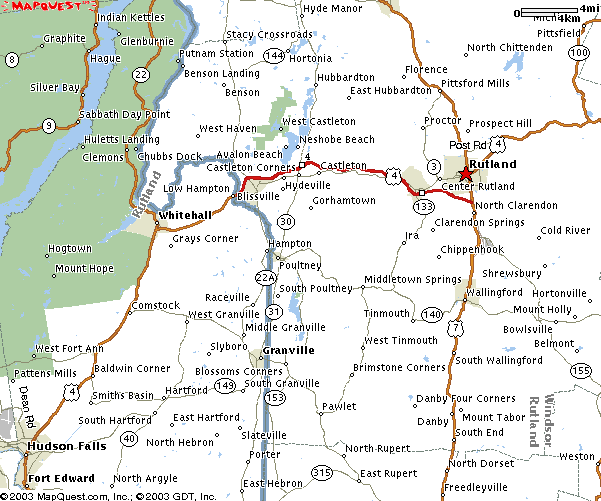 MAPQUEST
0 4mi
4km
Hyde Manor
Michi
Indian Kettles
Graphite
Glenburnie
Stacy Crossroads
Pittsfield
Putnam Station
144
Hortonia
North Chittenden
100
8
Hague
22
Benson Landing
Florence
Silver Bay
Benson
Hubbardton
Pittsford Mills
East Hubbardton
Sabbath Day Point
9
West Haven
West Castleton
Proctor
Prospect Hill
Huletts Landing
Neshobe Beach
Post Rd
4
Clemons
Chubbs Dock
Avalon Beach
4
Rutland
Castleton Corners
Castleton
4
3
Low Hampton
Hydeville
Center Rutland
Rutland
Blissville
Gorhamtown
133
North Clarendon
Whitehall
30
Clarendon Springs
Grays Corner
Ira
Cold River
Hogtown
Hampton
Chippenhook
Poultney
Mount Hope
22A
Middletown Springs
Shrewsbury
South Poultney
Raceville
Wallingford
Hortonville
Comstock
31
Tinmouth
140
Mount Holly
West Granville
7
Bowlsville
Middle Granville
West Tinmouth
Belmont
Slyboro
West Fort Ann
Granville
South Wallingford
Baldwin Corner
Blossoms Corners
Brimstone Corners
155
Pattens Mills
4
149
South Granville
Dean Rd
Smiths Basin
Hartford
153
Danby Four Corners
Windsor
Rutland
Pawlet
Mount Tabor
South Hartford
East Hartford
Danby
40
North Hebron
Slateville
South End
Hudson Falls
Porter
North Rupert
North Dorset
Fort Edward
North Argyle
East Hebron
315
East Rupert
Freedleyville
©2003 MapQuest.com, Inc.; ©2003 GDT, Inc.